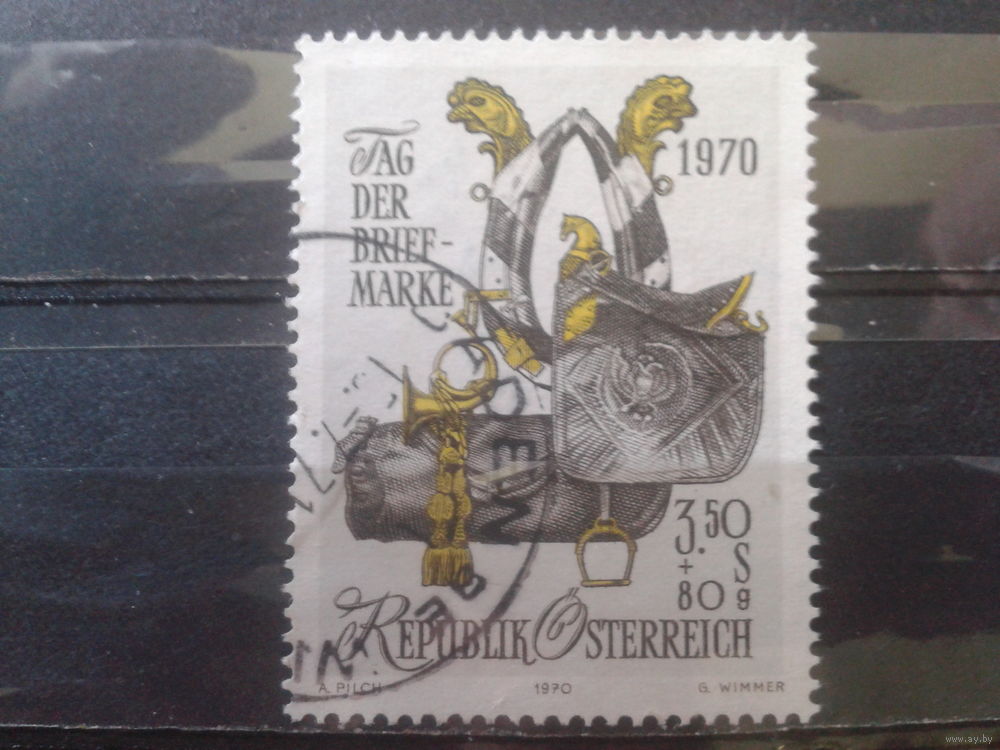 TAG
DER
BRIEF-
MARKE
1970
3.50
+ S
80 g
REPUBLIK ÖSTERREICH
A. PILCH 1970 G. WIMMER
www.ay.by